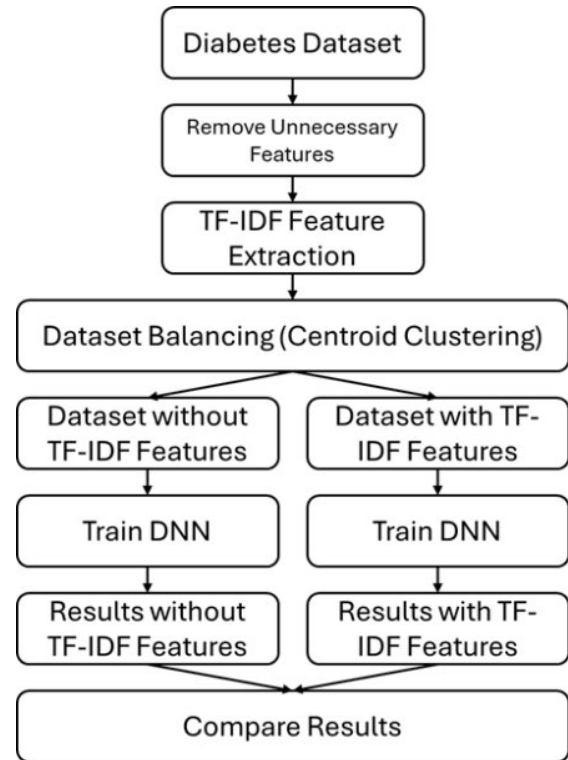 Diabetes Dataset
Remove Unnecessary
Features
TF-IDF Feature
Extraction
Dataset Balancing (Centroid Clustering)
Dataset without
TF-IDF Features
Dataset with TF-
IDF Features
Train DNN
Train DNN
Results without
TF-IDF Features
Results with TF-
IDF Features
Compare Results